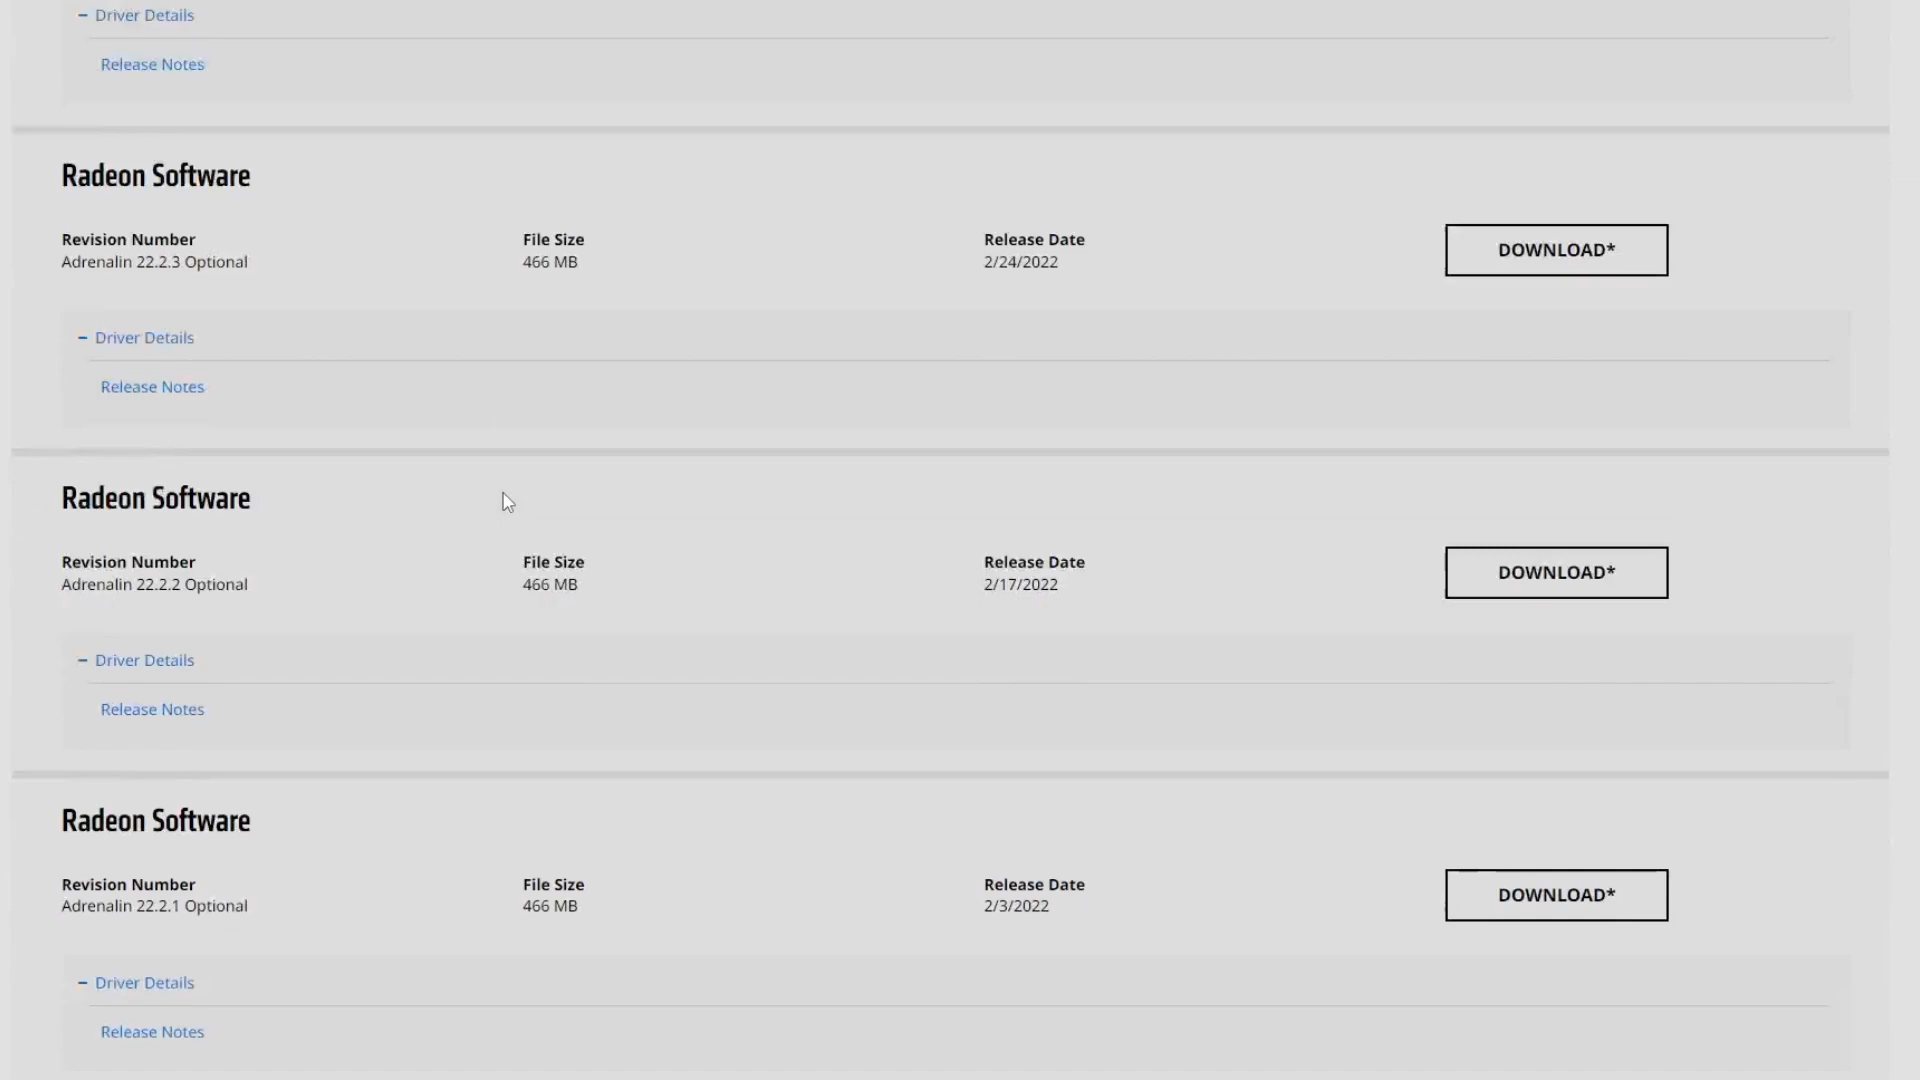 − Driver Details
Release Notes
Radeon Software
Revision Number File Size Release Date
Adrenalin 22.2.3 Optional 466 MB 2/24/2022
DOWNLOAD*
− Driver Details
Release Notes
Radeon Software
Revision Number File Size Release Date
Adrenalin 22.2.2 Optional 466 MB 2/17/2022
DOWNLOAD*
− Driver Details
Release Notes
Radeon Software
Revision Number File Size Release Date
Adrenalin 22.2.1 Optional 466 MB 2/3/2022
DOWNLOAD*
− Driver Details
Release Notes